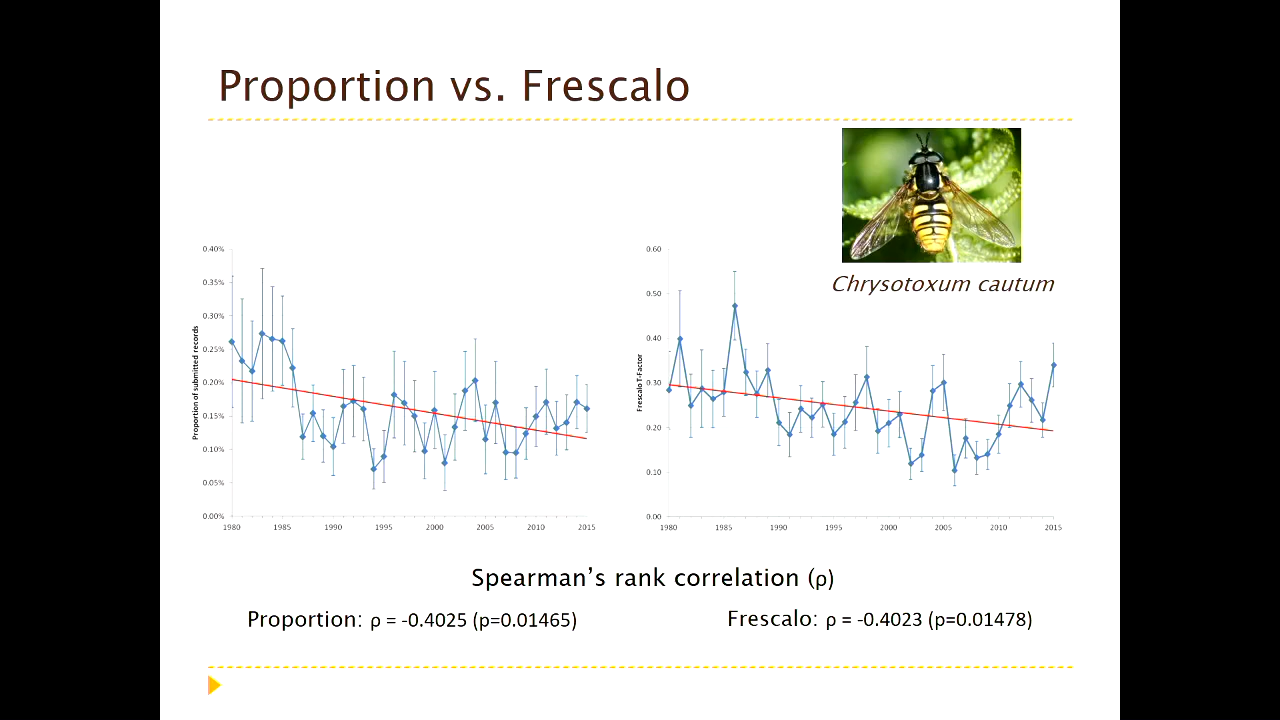 Proportion vs. Frescalo
Chrysotoxum cautum
0.40%
0.35%
0.30%
0.25%
0.20%
0.15%
0.10%
0.05%
0.00%
Proportion of submitted records
1980 1985 1990 1995 2000 2005 2010 2015
0.60
0.50
0.40
0.30
0.20
0.10
0.00
Frescalo T-Factor
1980 1985 1990 1995 2000 2005 2010 2015
Spearman's rank correlation (ρ)
Proportion: ρ = -0.4025 (p=0.01465)
Frescalo: ρ = -0.4023 (p=0.01478)